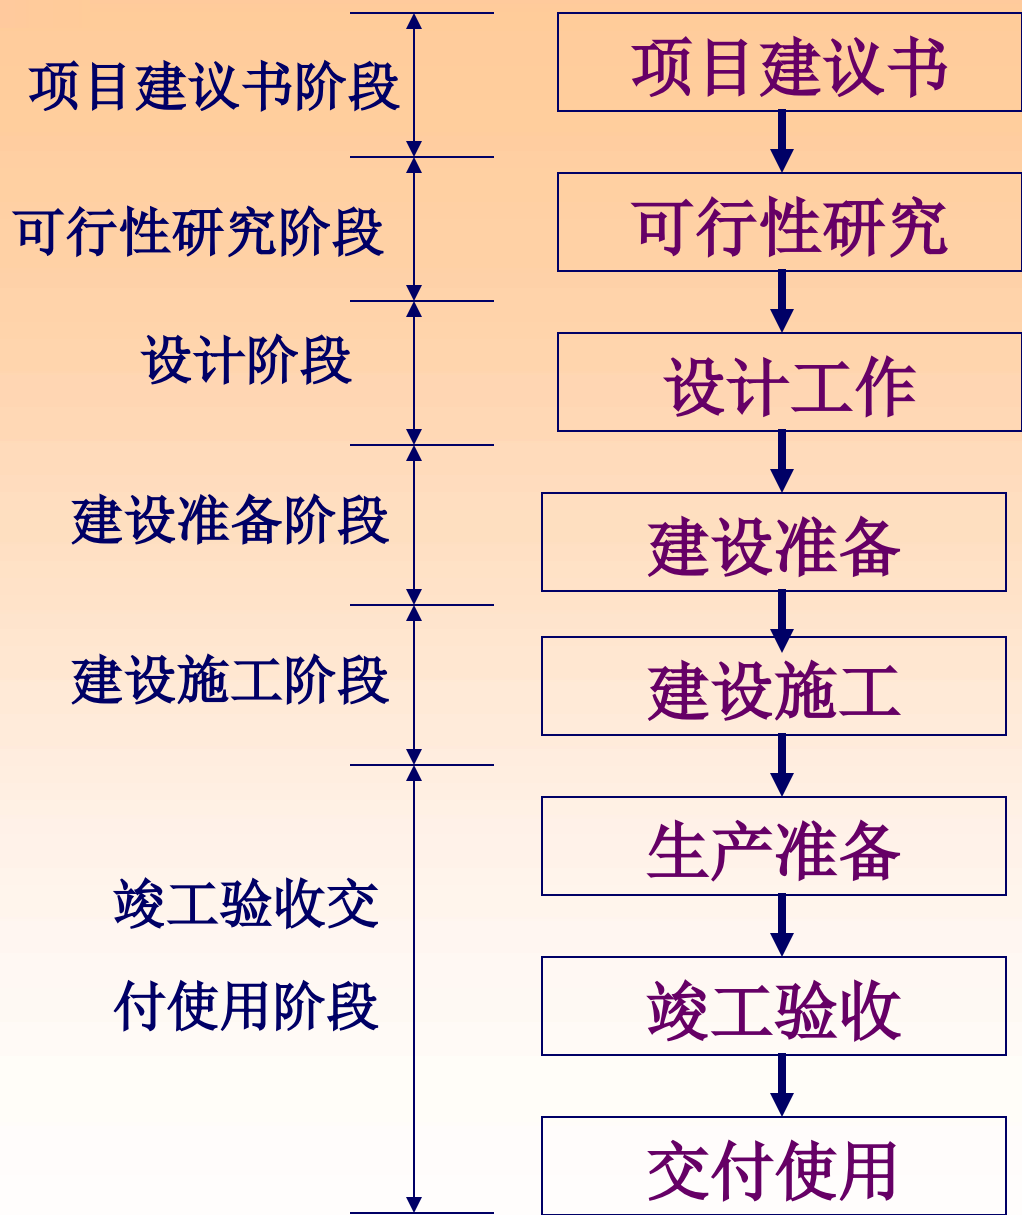 项目建议书阶段
项目建议书
可行性研究阶段
可行性研究
设计阶段
设计工作
建设准备阶段
建设准备
建设施工阶段
建设施工
生产准备
竣工验收交
付使用阶段
竣工验收
交付使用